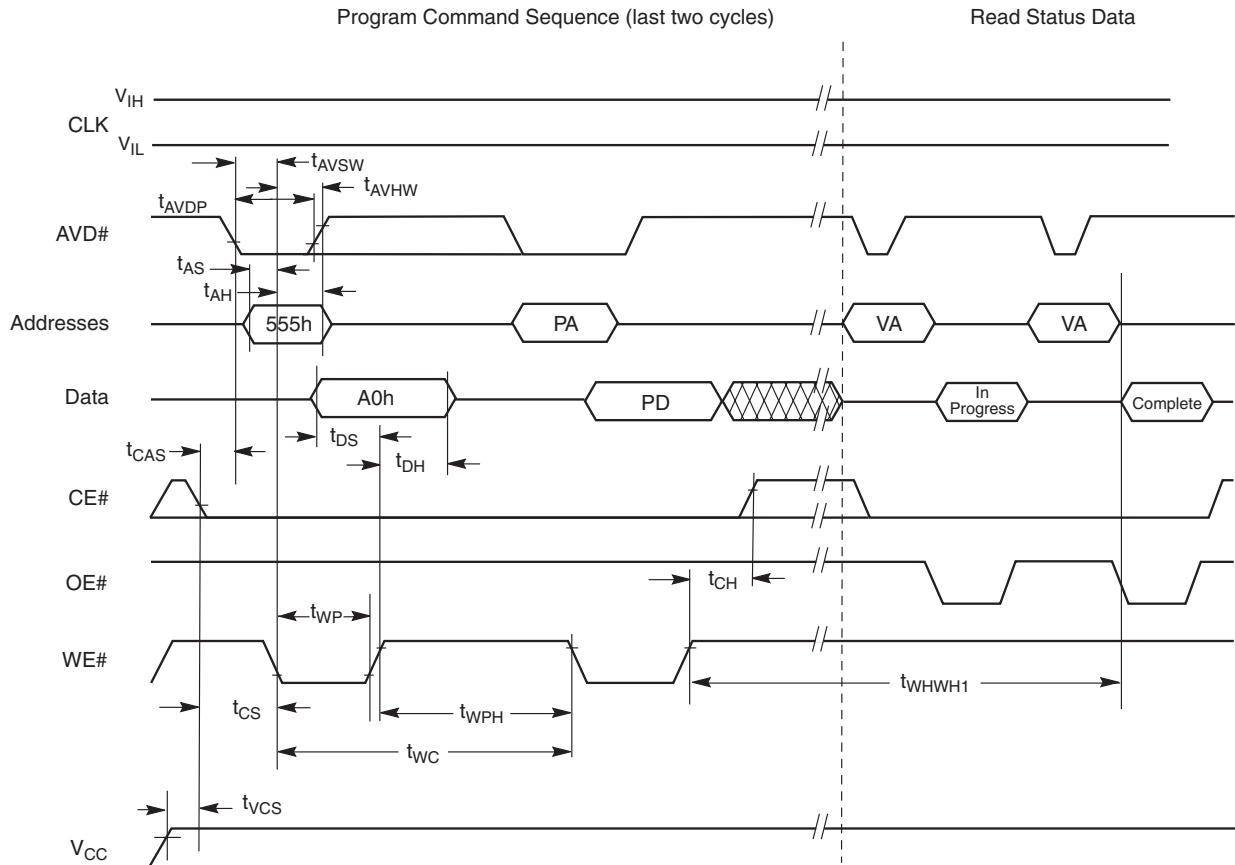 Program Command Sequence (last two cycles)
Read Status Data
VIH
CLK
VIL
tAVSW
tAVHW
tAVDP
AVD#
tAS
tAH
Addresses
555h
PA
VA
VA
Data
A0h
PD
In
Progress
Complete
tDS
tCAS
tDH
CE#
OE#
tCH
tWP
WE#
tWHWH1
tCS
tWPH
tWC
tVCS
VCC